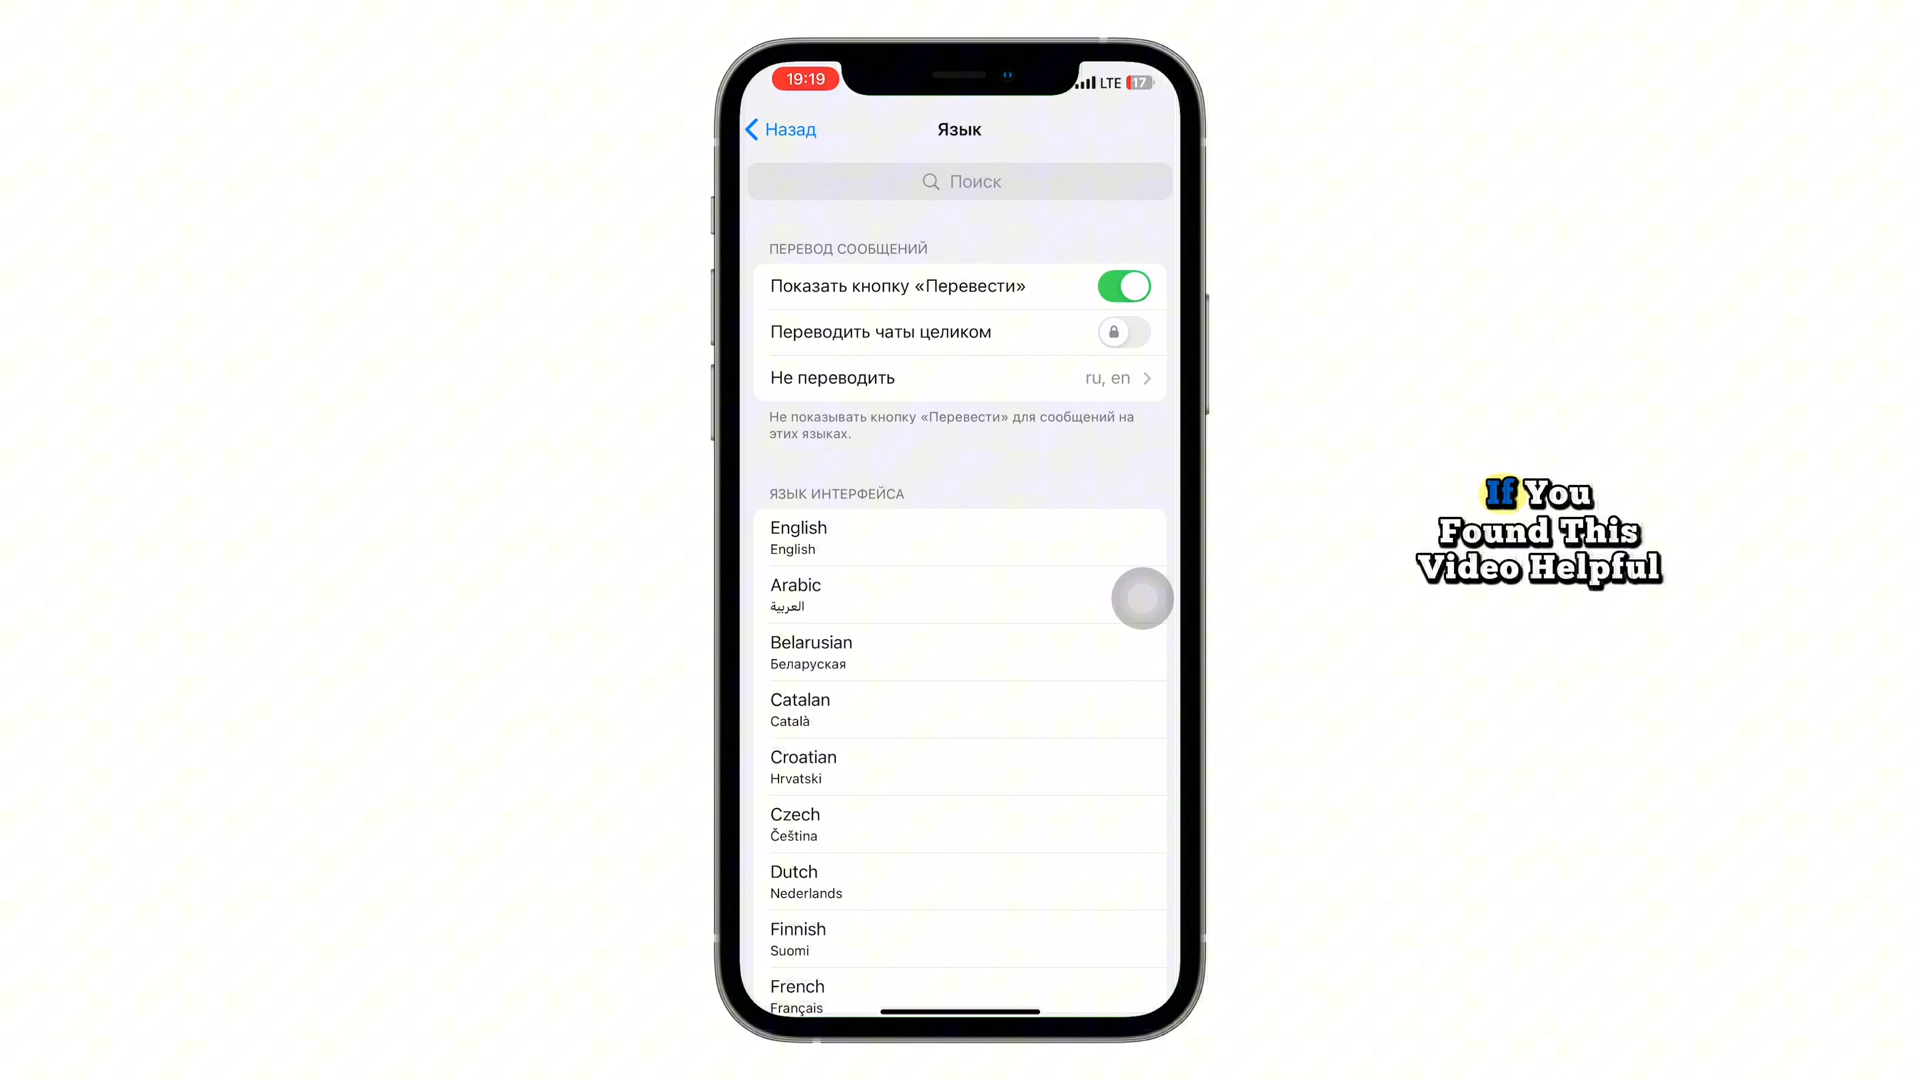 19:19
LTE 17
Назад
Язык
Поиск
ПЕРЕВОД СООБЩЕНИЙ
Показать кнопку «Перевести»
Переводить чаты целиком
Не переводить ru, en
Не показывать кнопку «Перевести» для сообщений на
этих языках.
ЯЗЫК ИНТЕРФЕЙСА
English
English
Arabic
العربية
Belarusian
Беларуская
Catalan
Català
Croatian
Hrvatski
Czech
Čeština
Dutch
Nederlands
Finnish
Suomi
French
Français
If You
Found This
Video Helpful